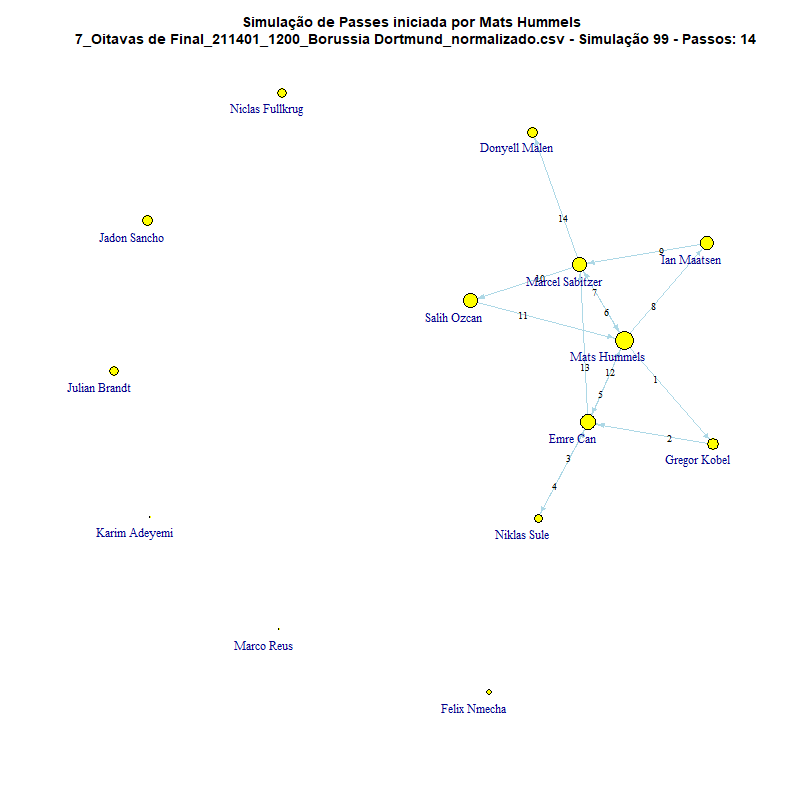 Simulação de Passes iniciada por Mats Hummels
7_Oitavas de Final_211401_1200_Borussia Dortmund_normalizado.csv - Simulação 99 - Passos: 14
Niclas Fullkrug
Donyell Malen
14
Jadon Sancho
9
Ian Maatsen
10
Marcel Sabitzer
7
8
6
11
Salih Ozcan
Mats Hummels
13
12
1
Julian Brandt
5
Emre Can
2
3
Gregor Kobel
4
Karim Adeyemi
Niklas Sule
Marco Reus
Felix Nmecha